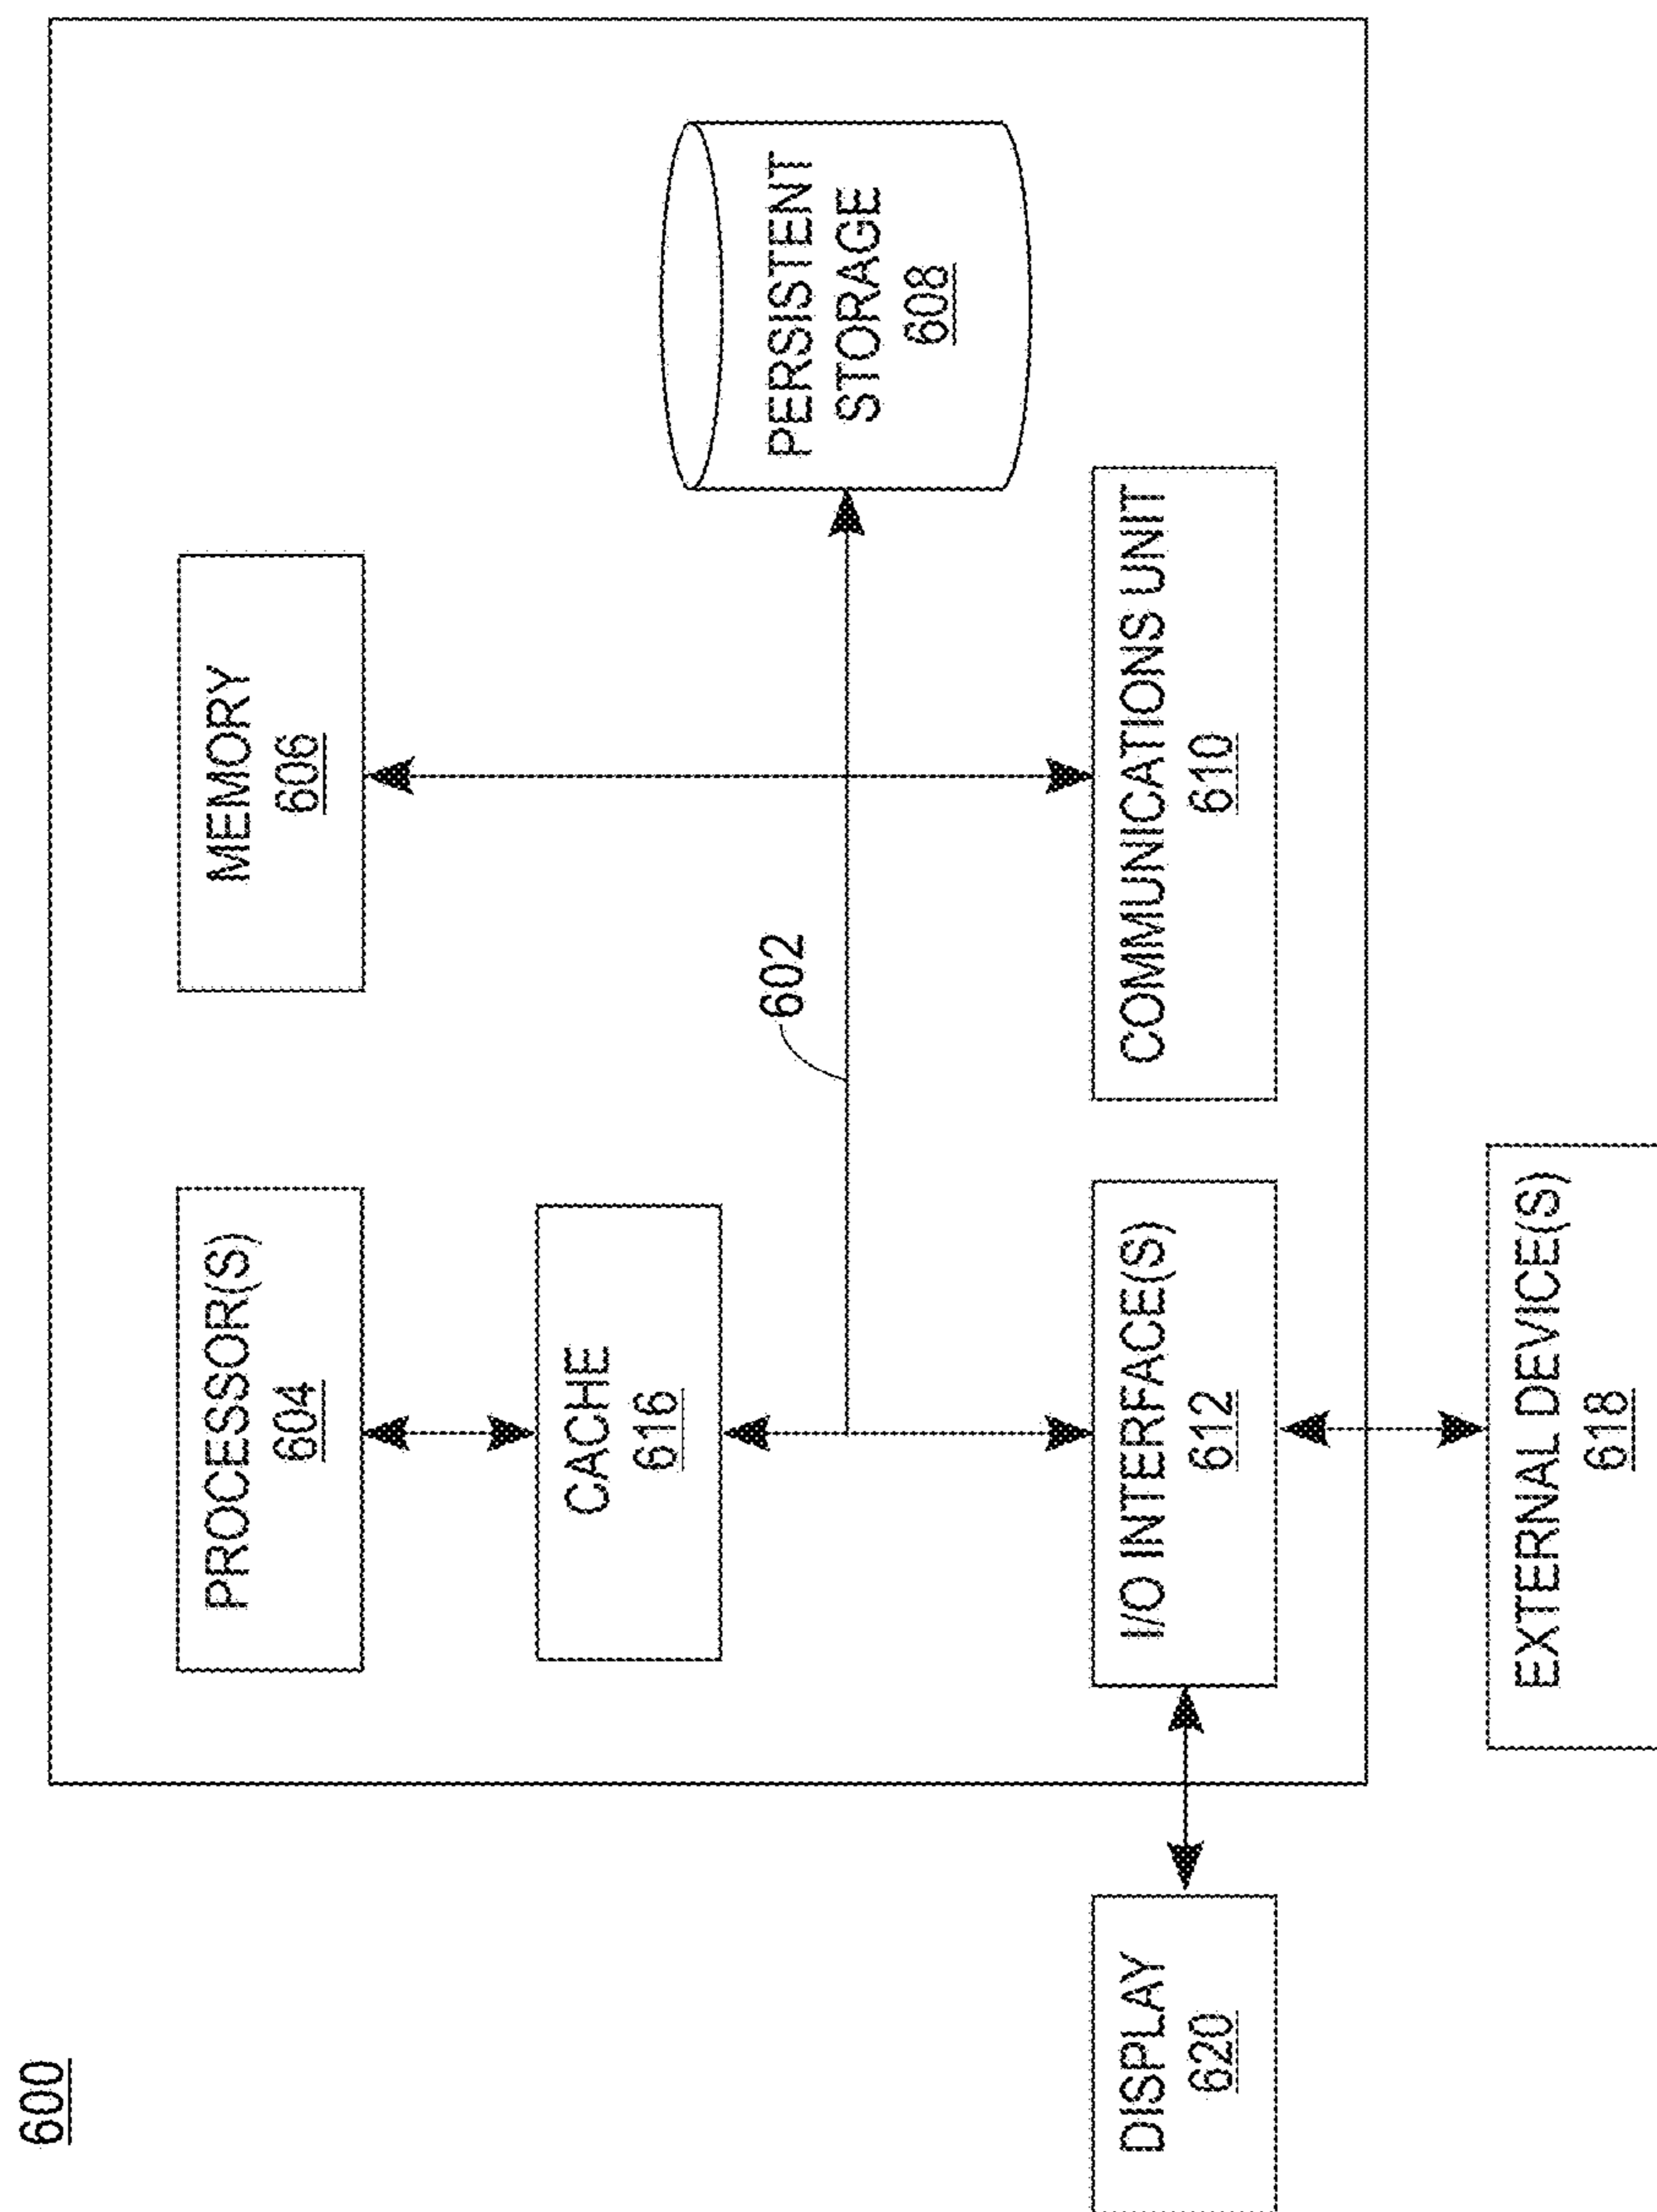 600
PROCESSOR(S)
604
MEMORY
606
CACHE
616
602
PERSISTENT
STORAGE
608
DISPLAY
620
I/O INTERFACE(S)
612
COMMUNICATIONS UNIT
610
EXTERNAL DEVICE(S)
618